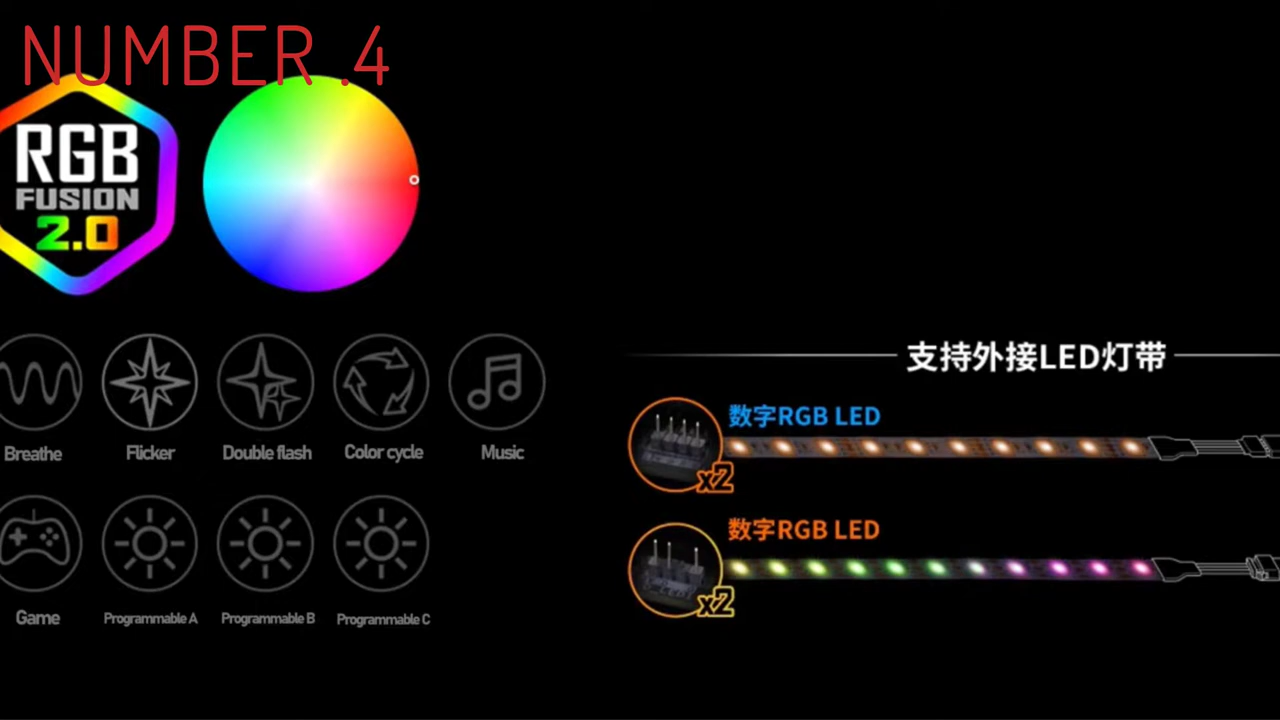 NUMBER .4
RGB
FUSION
2.0
支持外接LED灯带
数字RGB LED
x2
数字RGB LED
x2
Breathe
Flicker
Double flash
Color cycle
Music
Game
Programmable A
Programmable B
Programmable C